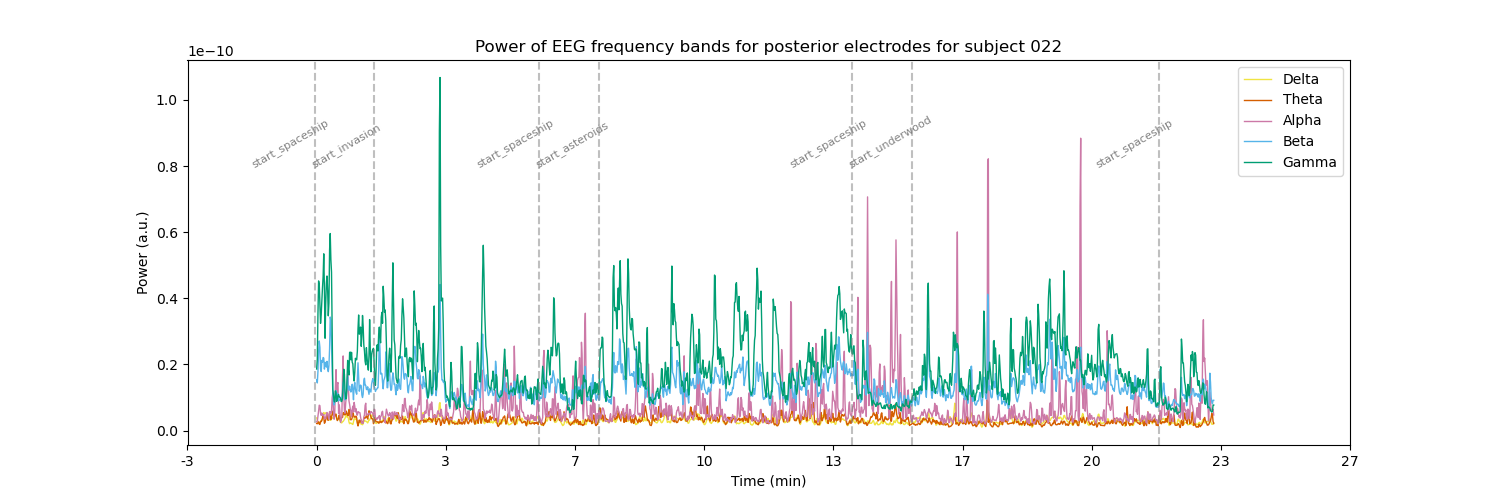 Power of EEG frequency bands for posterior electrodes for subject 022
1e−10
Power (a.u.)
1.0
0.8
0.6
0.4
0.2
0.0
start_spaceship
start_invasion
start_spaceship
start_asteroids
start_spaceship
start_underwood
start_spaceship
Delta
Theta
Alpha
Beta
Gamma
-3 0 3 7 10 13 17 20 23 27
Time (min)